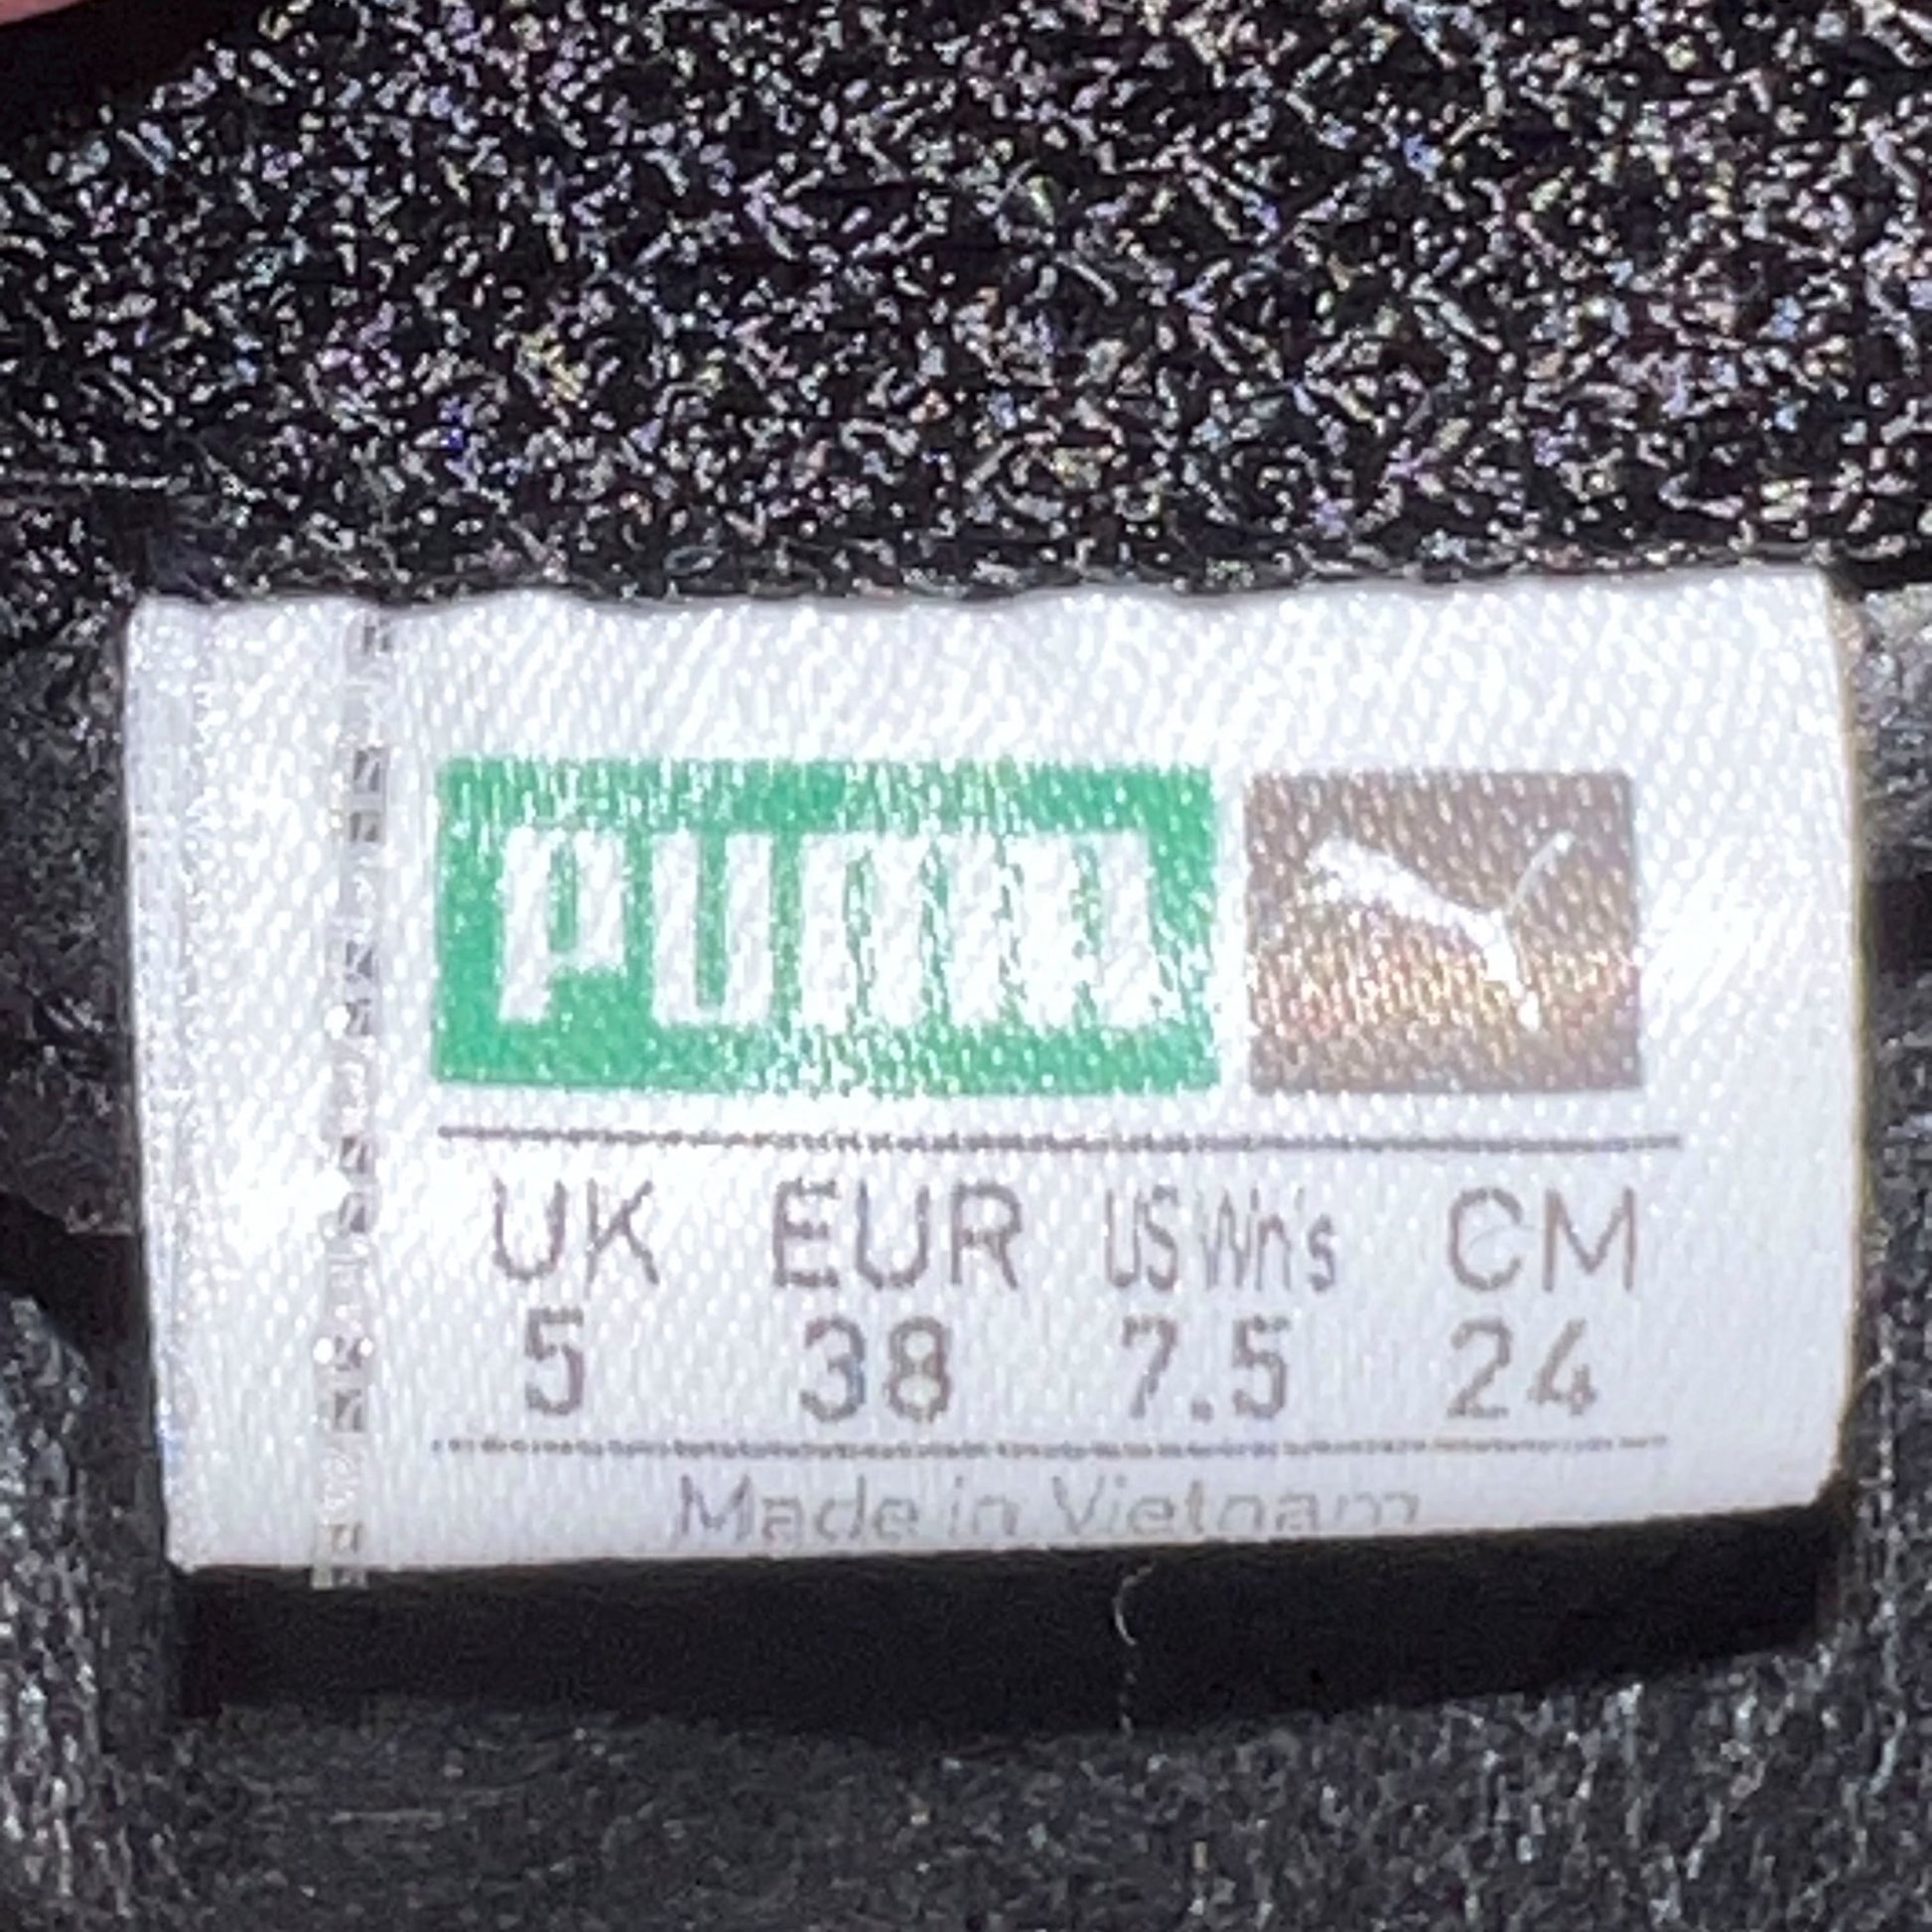 PUMA
UK EUR US Wn's CM
5 38 7.5 24
Made in Vietnam